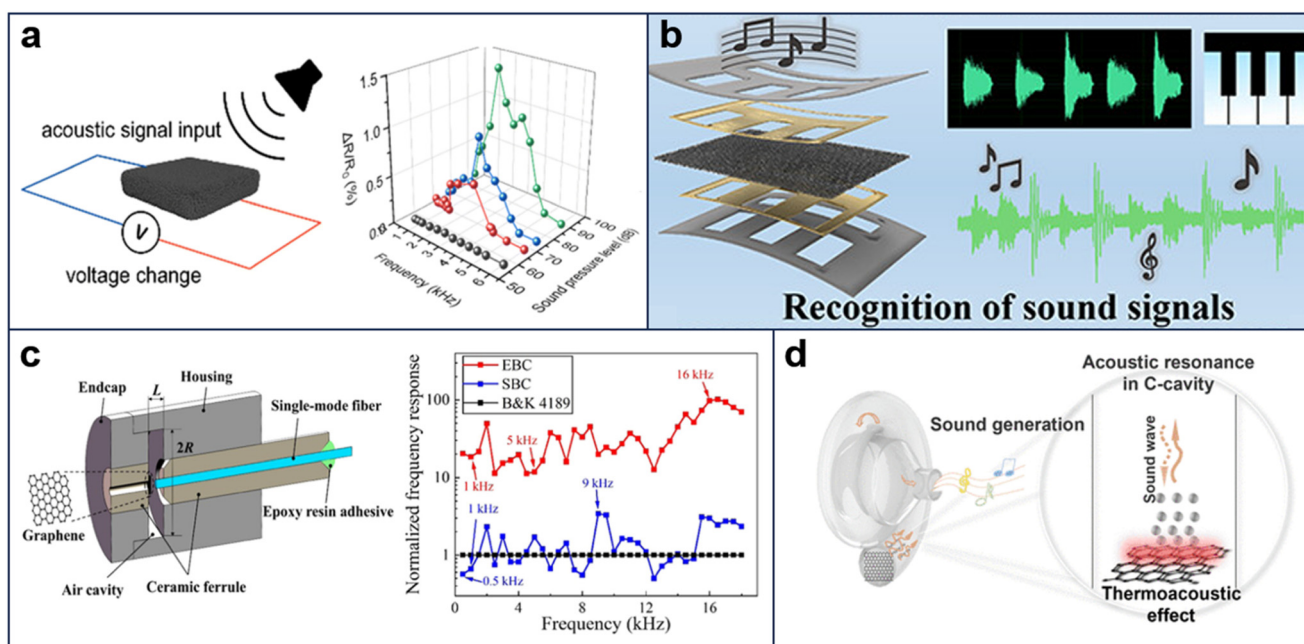 a
acoustic signal input
V
voltage change
1.5
1.0
0.5
0.0
ΔR/R0 (%)
0
1
2
3
4
5
6
Frequency (kHz)
50
60
70
80
90
100
Sound pressure level (dB)
b
Recognition of sound signals
c
Endcap
L
Housing
Single-mode fiber
2R
Graphene
Epoxy resin adhesive
Air cavity
Ceramic ferrule
Normalized frequency response
100
10
1
EBC
SBC
B&K 4189
16 kHz
5 kHz
1 kHz
9 kHz
1 kHz
0.5 kHz
0
4
8
12
16
Frequency (kHz)
d
Acoustic resonance
in C-cavity
Sound generation
Sound wave
Thermoacoustic
effect